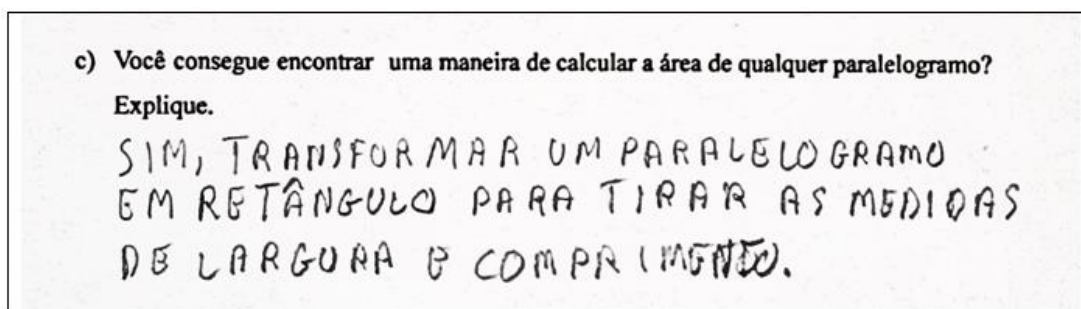 c) Você consegue encontrar uma maneira de calcular a área de qualquer paralelogramo?
Explique.
SIM, TRANSFORMAR UM PARALELOGRAMO
EM RETÂNGULO PARA TIRAR AS MEDIDAS
DE LARGURA E COMPRIMENTO.